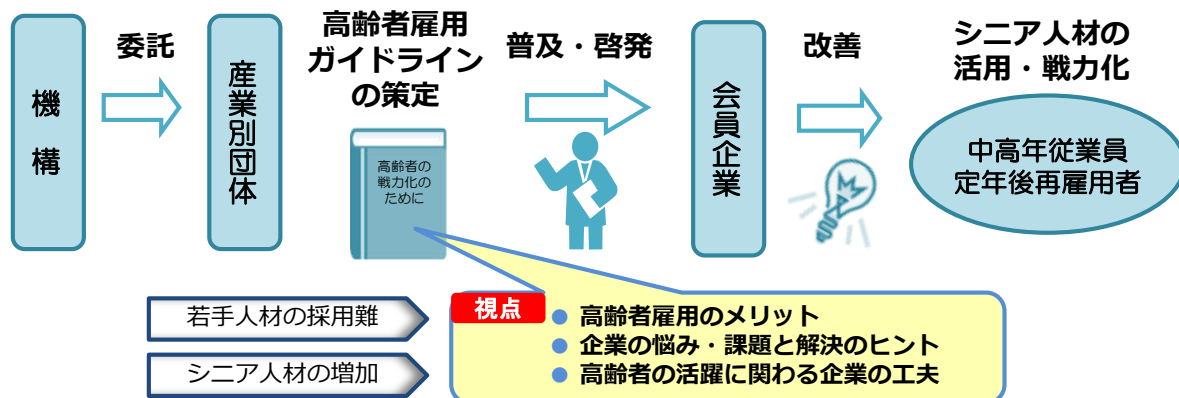 機構
委託
産業別団体
高齢者雇用
ガイドライン
の策定
高齢者の
戦力化の
ために
普及・啓発
会員企業
改善
シニア人材の
活用・戦力化
中高年従業員
定年後再雇用者
若手人材の採用難
シニア人材の増加
視点
● 高齢者雇用のメリット
● 企業の悩み・課題と解決のヒント
● 高齢者の活躍に関わる企業の工夫